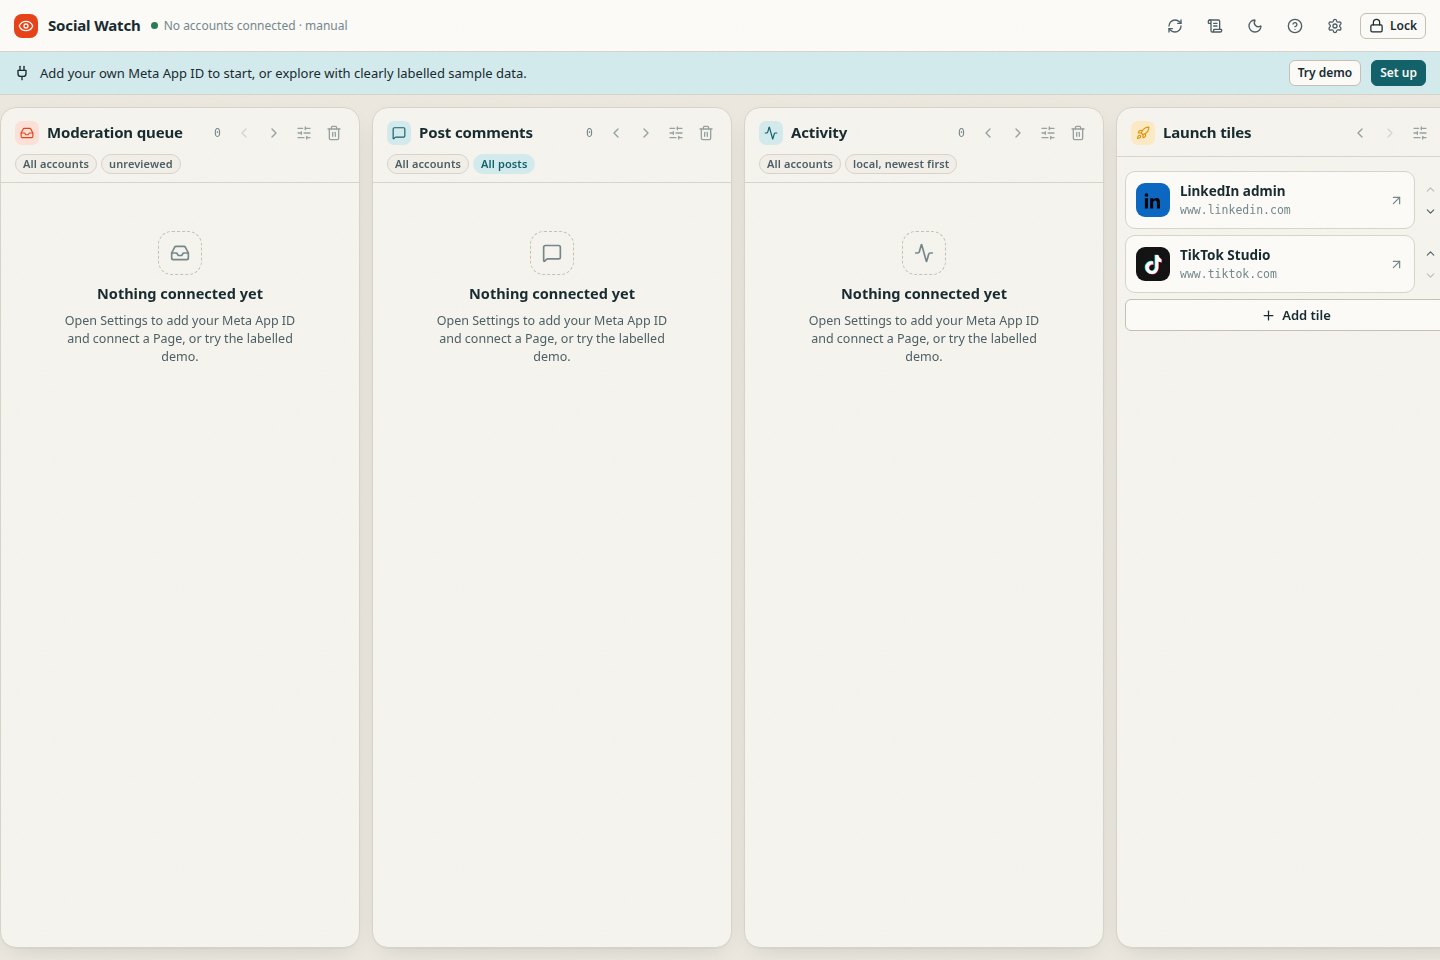 Social Watch
No accounts connected · manual
Lock
Add your own Meta App ID to start, or explore with clearly labelled sample data.
Try demo
Set up
Moderation queue
0
All accounts
unreviewed
Nothing connected yet
Open Settings to add your Meta App ID
and connect a Page, or try the labelled
demo.
Post comments
0
All accounts
All posts
Nothing connected yet
Open Settings to add your Meta App ID
and connect a Page, or try the labelled
demo.
Activity
0
All accounts
local, newest first
Nothing connected yet
Open Settings to add your Meta App ID
and connect a Page, or try the labelled
demo.
Launch tiles
in
LinkedIn admin
www.linkedin.com
TikTok Studio
www.tiktok.com
Add tile